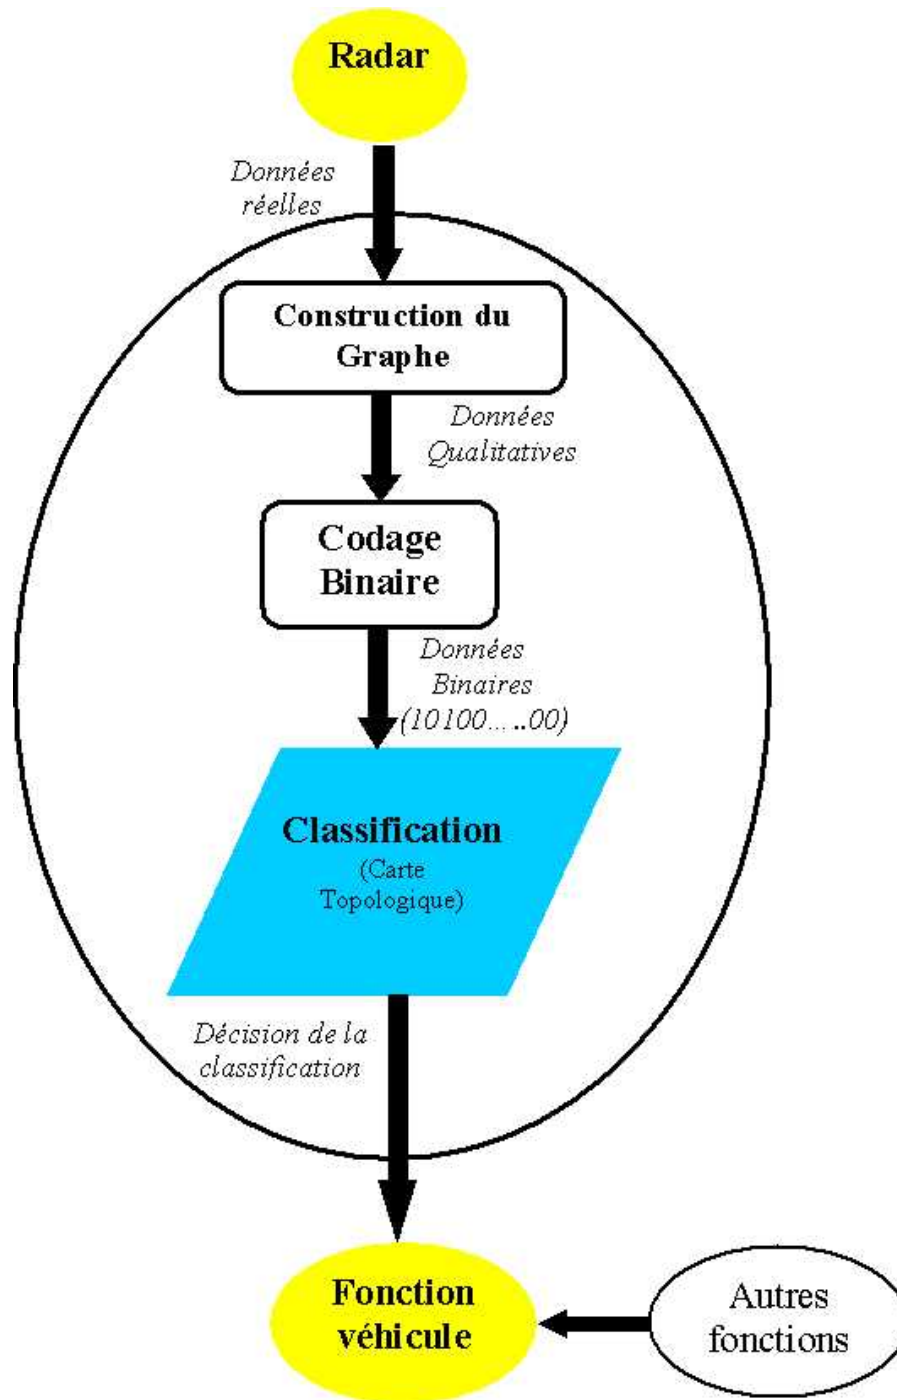 Radar
Données
réelles
Construction du
Graphe
Données
Qualitatives
Codage
Binaire
Données
Binaires
(10100.....00)
Classification
(Carte
Topologique)
Décision de la
classification
Fonction
véhicule
Autres
fonctions